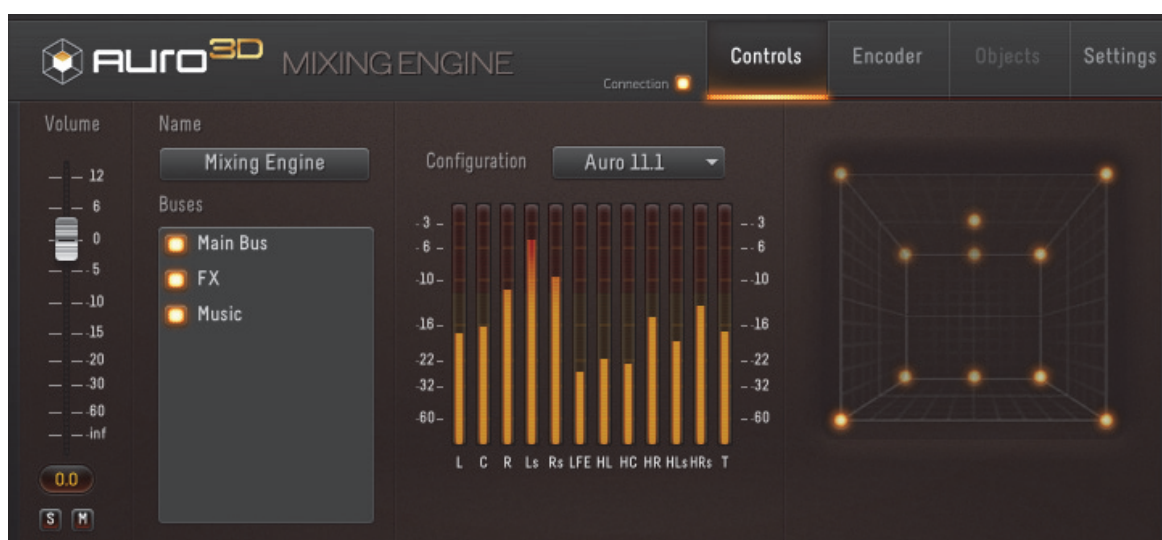 AURO 3D MIXING ENGINE
Connection
Controls
Encoder
Objects
Settings
Volume
12
6
0
-5
-10
-15
-20
-30
-60
-inf
0.0
S M
Name
Mixing Engine
Buses
Main Bus
FX
Music
Configuration
Auro 11.1
-3 - - -3
-6 - - -6
-10 - - -10
-16 - - -16
-22 - - -22
-32 - - -32
-60 - - -60
L C R Ls Rs LFE HL HC HR HLs HRs T